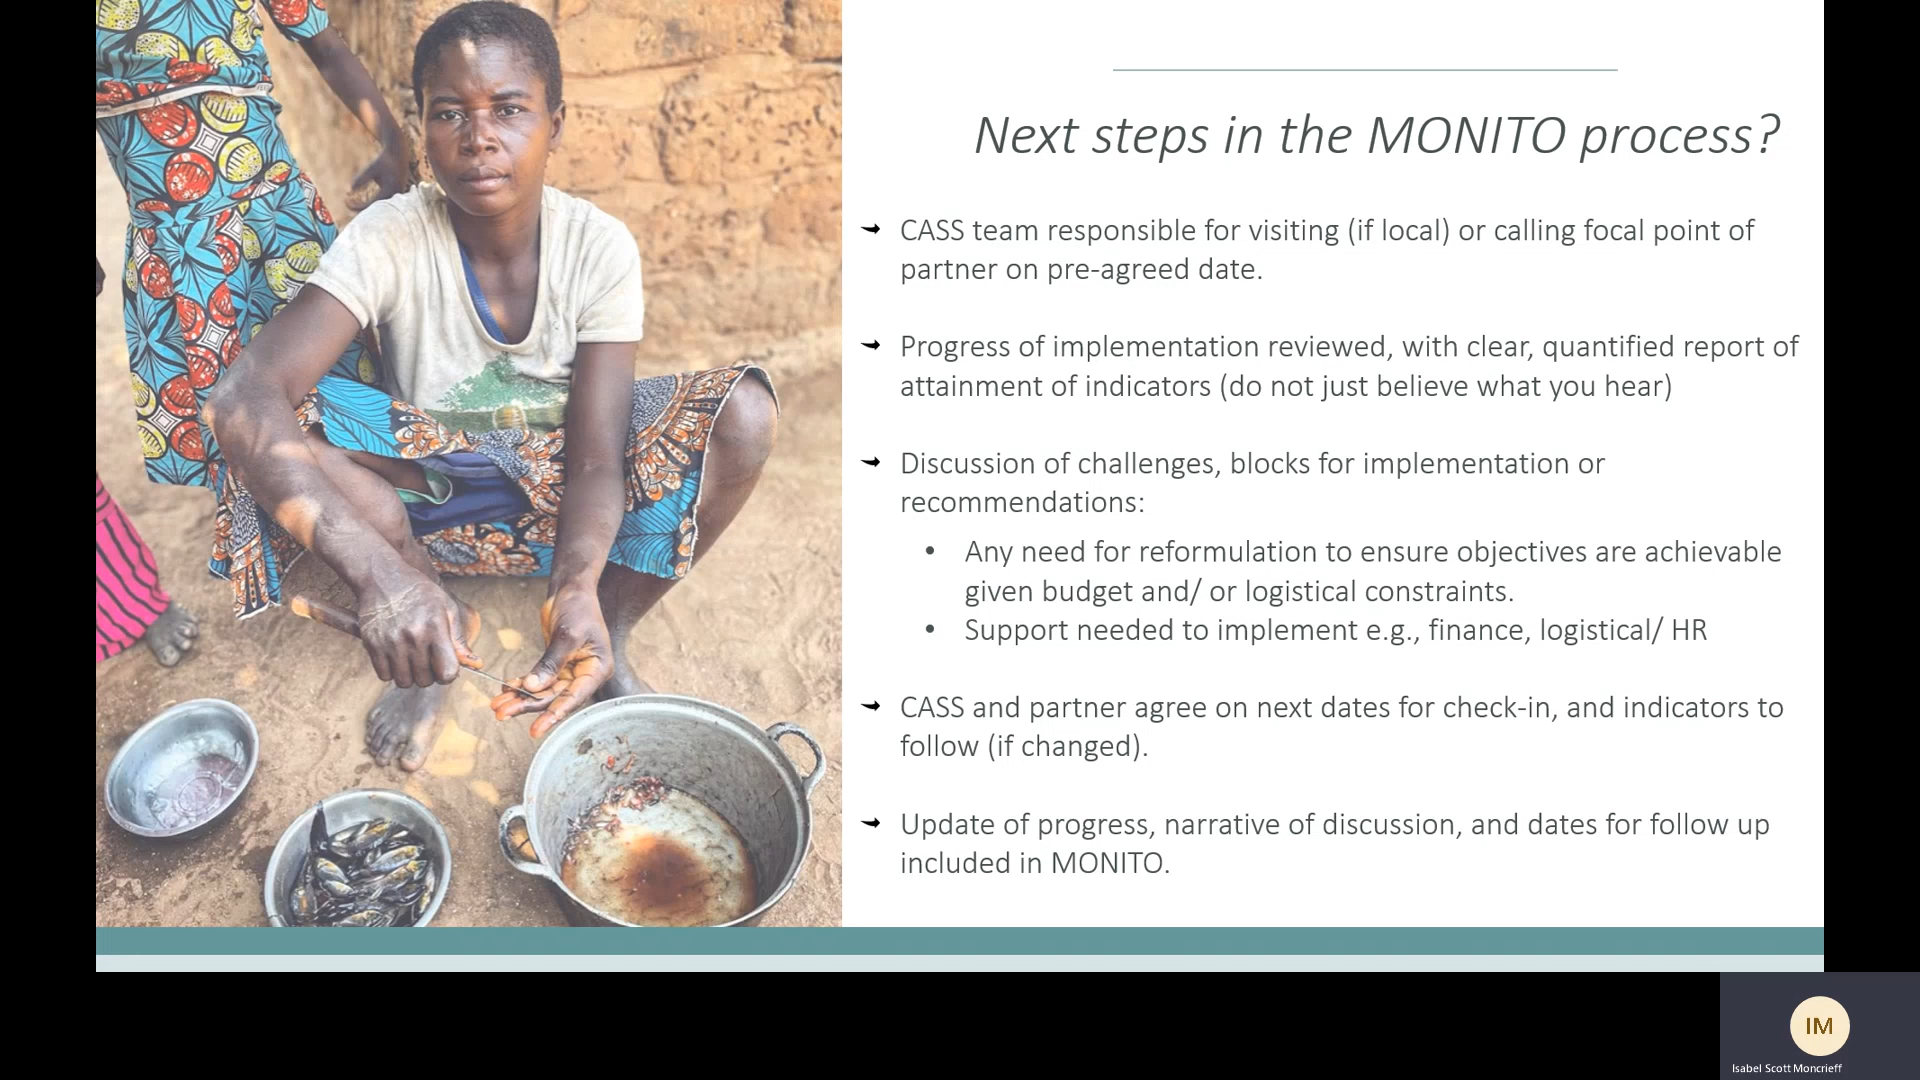 Next steps in the MONITO process?
CASS team responsible for visiting (if local) or calling focal point of
partner on pre-agreed date.
Progress of implementation reviewed, with clear, quantified report of
attainment of indicators (do not just believe what you hear)
Discussion of challenges, blocks for implementation or
recommendations:
• Any need for reformulation to ensure objectives are achievable
given budget and/ or logistical constraints.
• Support needed to implement e.g., finance, logistical/ HR
CASS and partner agree on next dates for check-in, and indicators to
follow (if changed).
Update of progress, narrative of discussion, and dates for follow up
included in MONITO.
IM
Isabel Scott Moncrieff